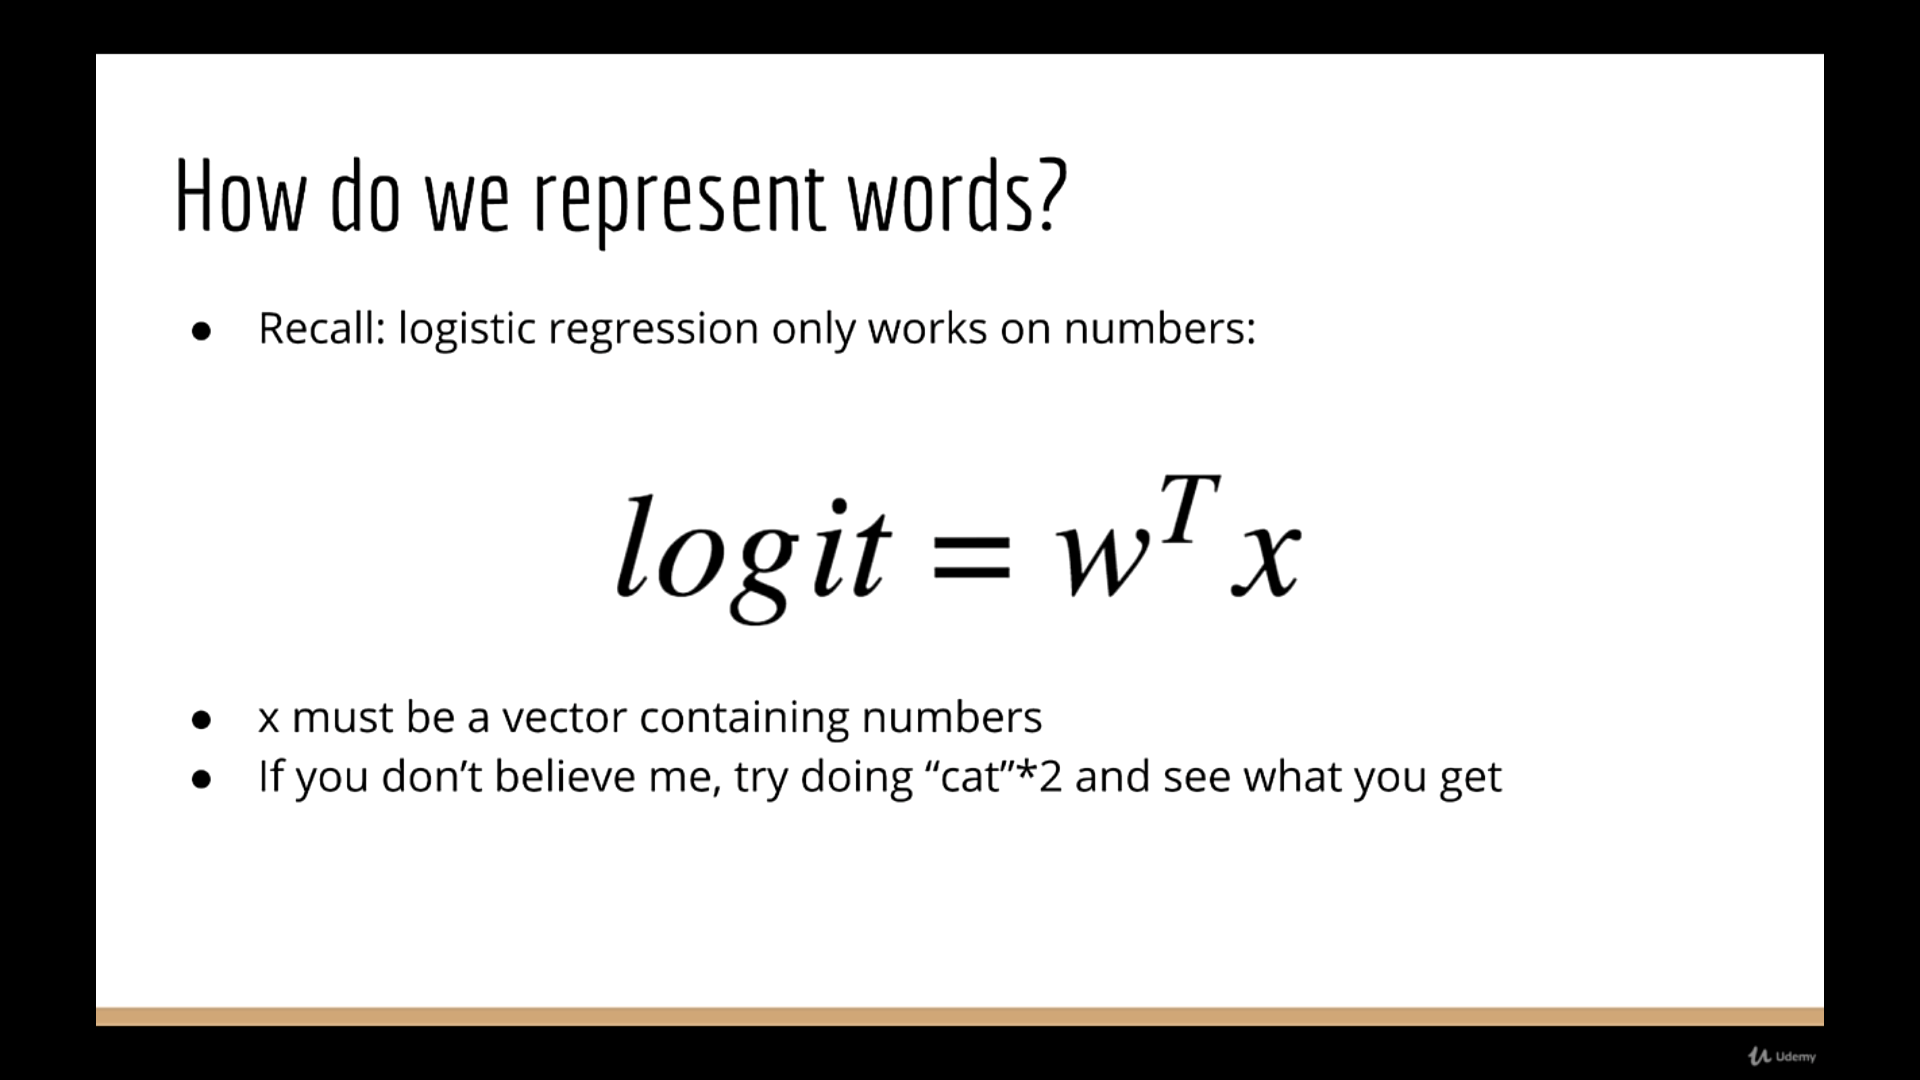 How do we represent words?
● Recall: logistic regression only works on numbers:
logit = w^T x
● x must be a vector containing numbers
● If you don’t believe me, try doing “cat”*2 and see what you get
Udemy